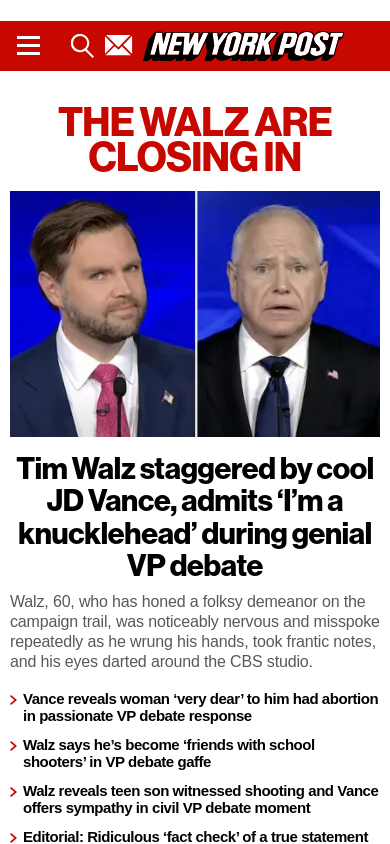 NEW YORK POST
THE WALZ ARE
CLOSING IN
Tim Walz staggered by cool
JD Vance, admits ‘I’m a
knucklehead’ during genial
VP debate
Walz, 60, who has honed a folksy demeanor on the
campaign trail, was noticeably nervous and misspoke
repeatedly as he wrung his hands, took frantic notes,
and his eyes darted around the CBS studio.
Vance reveals woman ‘very dear’ to him had abortion
in passionate VP debate response
Walz says he’s become ‘friends with school
shooters’ in VP debate gaffe
Walz reveals teen son witnessed shooting and Vance
offers sympathy in civil VP debate moment
Editorial: Ridiculous ‘fact check’ of a true statement